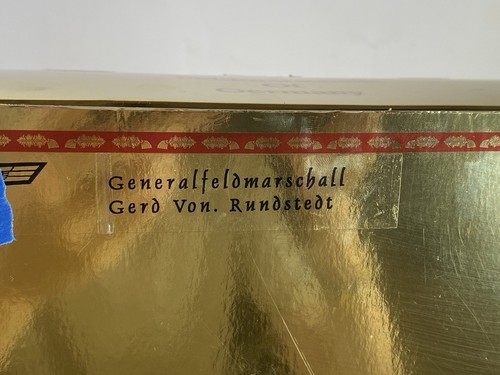 Generalfeldmarschall
Gerd Von. Rundstedt